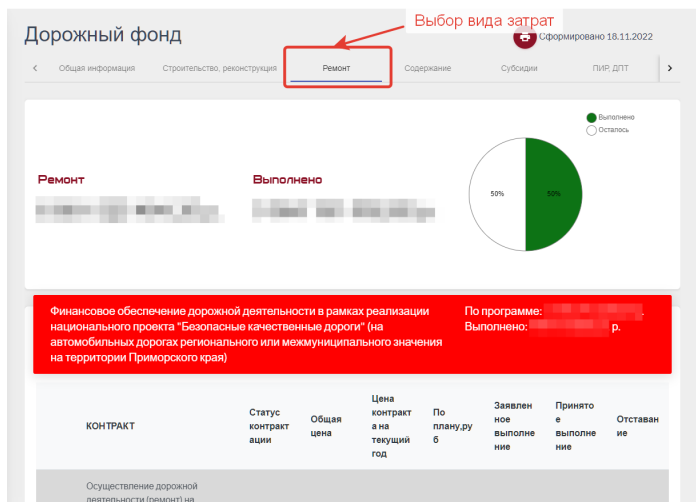 Выбор вида затрат
Дорожный фонд
Сформировано 18.11.2022
Общая информация
Строительство, реконструкция
Ремонт
Содержание
Субсидии
ПИР, ДПТ
Выполнено
Осталось
Ремонт
Выполнено
50%
50%
Финансовое обеспечение дорожной деятельности в рамках реализации
национального проекта "Безопасные качественные дороги" (на
автомобильных дорогах регионального или межмуниципального значения
на территории Приморского края)
По программе:
Выполнено: р.
КОНТРАКТ
Статус
контракт
ации
Общая
цена
Цена
контракт
а на
текущий
год
По
плану,ру
б
Заявлен
ное
выполне
ние
Принято
е
выполне
ние
Отставан
ие
Осуществление дорожной
деятельности (ремонт) на